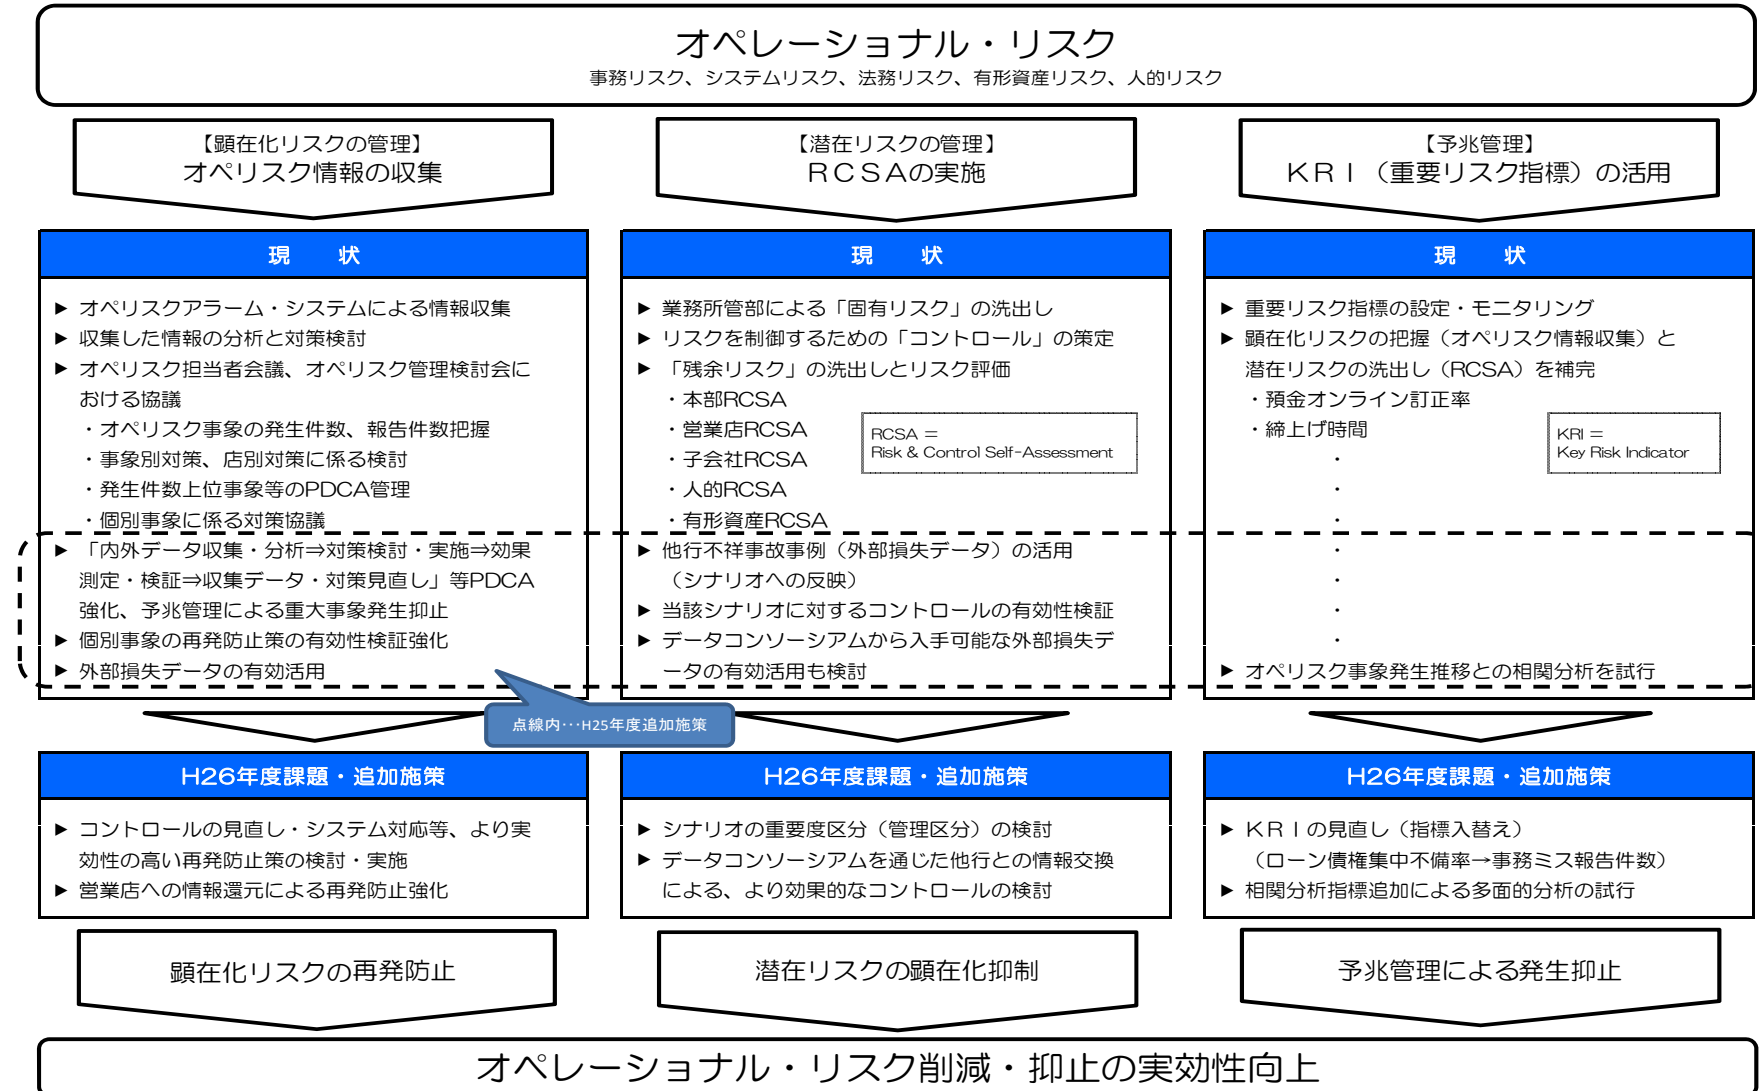 オペレーショナル・リスク
事務リスク、システムリスク、法務リスク、有形資産リスク、人的リスク
【顕在化リスクの管理】
オペリスク情報の収集
【潜在リスクの管理】
RCSAの実施
【予兆管理】
KRI(重要リスク指標)の活用
現　状
► オペリスクアラーム・システムによる情報収集
► 収集した情報の分析と対策検討
► オペリスク担当者会議、オペリスク管理検討会に
おける協議
・オペリスク事象の発生件数、報告件数把握
・事象別対策、店別対策に係る検討
・発生件数上位事象等のPDCA管理
・個別事象に係る対策協議
► 「内外データ収集・分析⇒対策検討・実施⇒効果
測定・検証⇒収集データ・対策見直し」等PDCA
強化、予兆管理による重大事象発生抑止
► 個別事象の再発防止策の有効性検証強化
► 外部損失データの有効活用
現　状
► 業務所管部による「固有リスク」の洗出し
► リスクを制御するための「コントロール」の策定
► 「残余リスク」の洗出しとリスク評価
・本部RCSA
・営業店RCSA
・子会社RCSA
・人的RCSA
・有形資産RCSA
RCSA =
Risk & Control Self-Assessment
► 他行不祥事故事例(外部損失データ)の活用
(シナリオへの反映)
► 当該シナリオに対するコントロールの有効性検証
► データコンソーシアムから入手可能な外部損失デ
ータの有効活用も検討
現　状
► 重要リスク指標の設定・モニタリング
► 顕在化リスクの把握(オペリスク情報収集)と
潜在リスクの洗出し(RCSA)を補完
・預金オンライン訂正率
・締上げ時間
・
・
・
・
・
・
・
KRI =
Key Risk Indicator
► オペリスク事象発生推移との相関分析を試行
点線内･･･H25年度追加施策
H26年度課題・追加施策
► コントロールの見直し・システム対応等、より実
効性の高い再発防止策の検討・実施
► 営業店への情報還元による再発防止強化
H26年度課題・追加施策
► シナリオの重要度区分(管理区分)の検討
► データコンソーシアムを通じた他行との情報交換
による、より効果的なコントロールの検討
H26年度課題・追加施策
► KRIの見直し(指標入替え)
(ローン債権集中不備率→事務ミス報告件数)
► 相関分析指標追加による多面的分析の試行
顕在化リスクの再発防止
潜在リスクの顕在化抑制
予兆管理による発生抑止
オペレーショナル・リスク削減・抑止の実効性向上